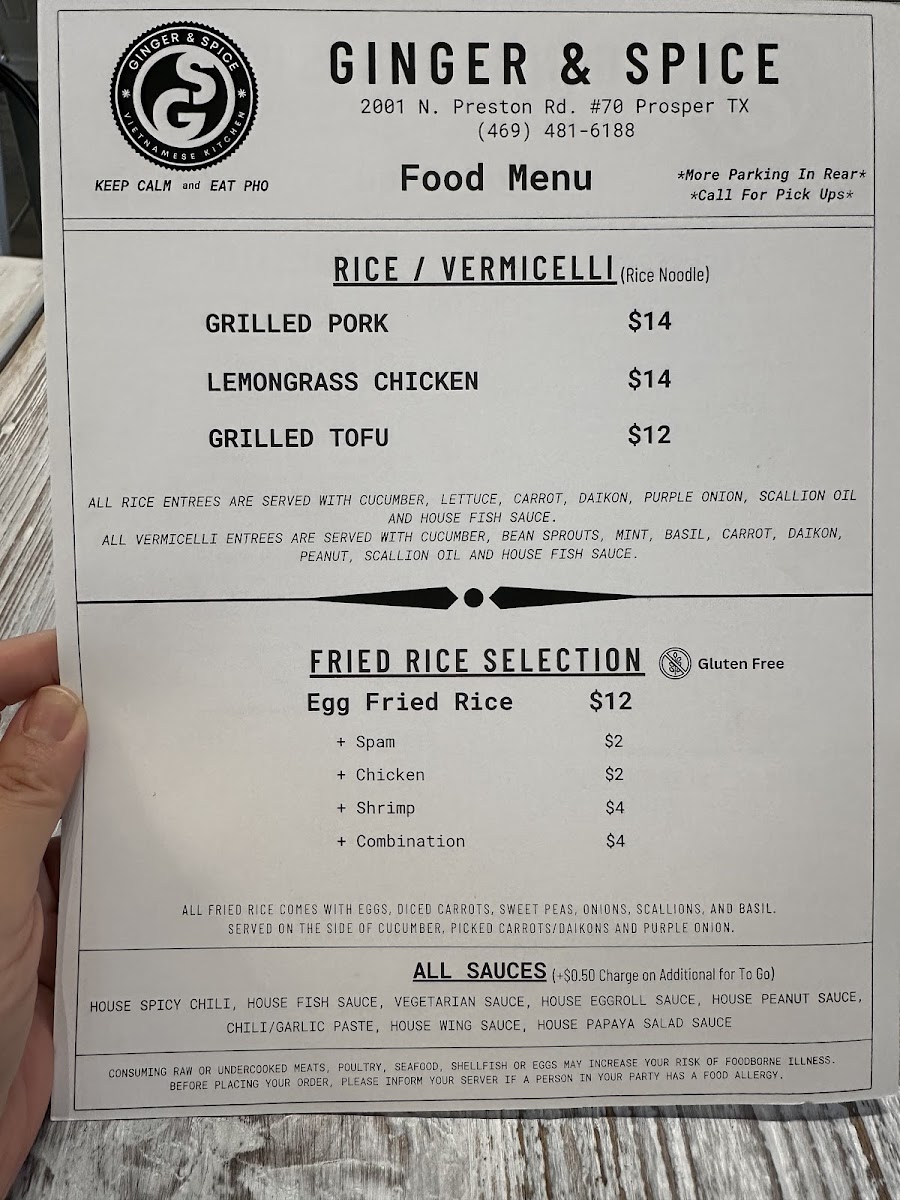 GINGER & SPICE
VIETNAMESE KITCHEN
KEEP CALM and EAT PHO
GINGER & SPICE
2001 N. Preston Rd. #70 Prosper TX
(469) 481-6188
Food Menu
*More Parking In Rear*
*Call For Pick Ups*
RICE / VERMICELLI (Rice Noodle)
GRILLED PORK $14
LEMONGRASS CHICKEN $14
GRILLED TOFU $12
ALL RICE ENTREES ARE SERVED WITH CUCUMBER, LETTUCE, CARROT, DAIKON, PURPLE ONION, SCALLION OIL
AND HOUSE FISH SAUCE.
ALL VERMICELLI ENTREES ARE SERVED WITH CUCUMBER, BEAN SPROUTS, MINT, BASIL, CARROT, DAIKON,
PEANUT, SCALLION OIL AND HOUSE FISH SAUCE.
FRIED RICE SELECTION Gluten Free
Egg Fried Rice $12
+ Spam $2
+ Chicken $2
+ Shrimp $4
+ Combination $4
ALL FRIED RICE COMES WITH EGGS, DICED CARROTS, SWEET PEAS, ONIONS, SCALLIONS, AND BASIL.
SERVED ON THE SIDE OF CUCUMBER, PICKED CARROTS/DAIKONS AND PURPLE ONION.
ALL SAUCES (+$0.50 Charge on Additional for To Go)
HOUSE SPICY CHILI, HOUSE FISH SAUCE, VEGETARIAN SAUCE, HOUSE EGGROLL SAUCE, HOUSE PEANUT SAUCE,
CHILI/GARLIC PASTE, HOUSE WING SAUCE, HOUSE PAPAYA SALAD SAUCE
CONSUMING RAW OR UNDERCOOKED MEATS, POULTRY, SEAFOOD, SHELLFISH OR EGGS MAY INCREASE YOUR RISK OF FOODBORNE ILLNESS.
BEFORE PLACING YOUR ORDER, PLEASE INFORM YOUR SERVER IF A PERSON IN YOUR PARTY HAS A FOOD ALLERGY.